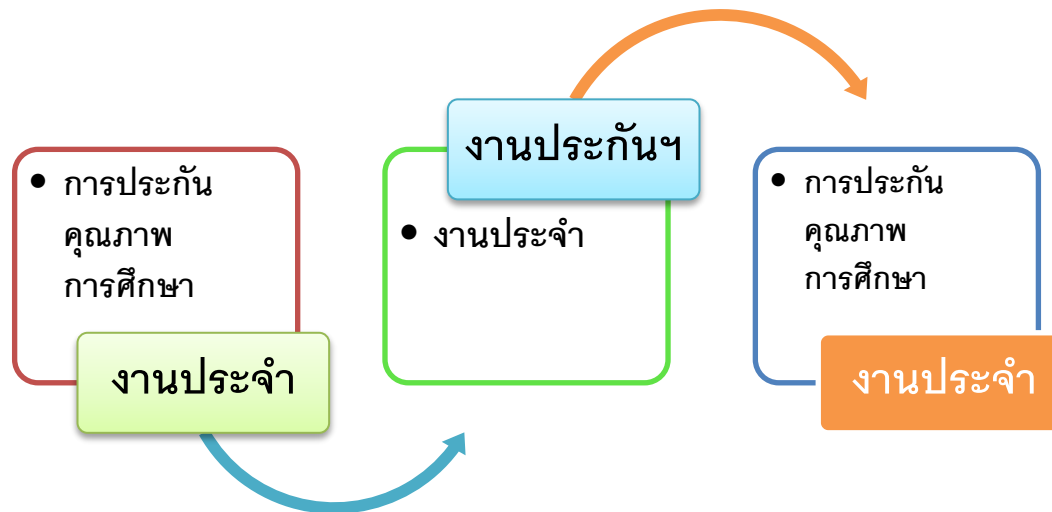 • การประกัน
คุณภาพ
การศึกษา
งานประจำ
งานประกันฯ
• งานประจำ
• การประกัน
คุณภาพ
การศึกษา
งานประจำ